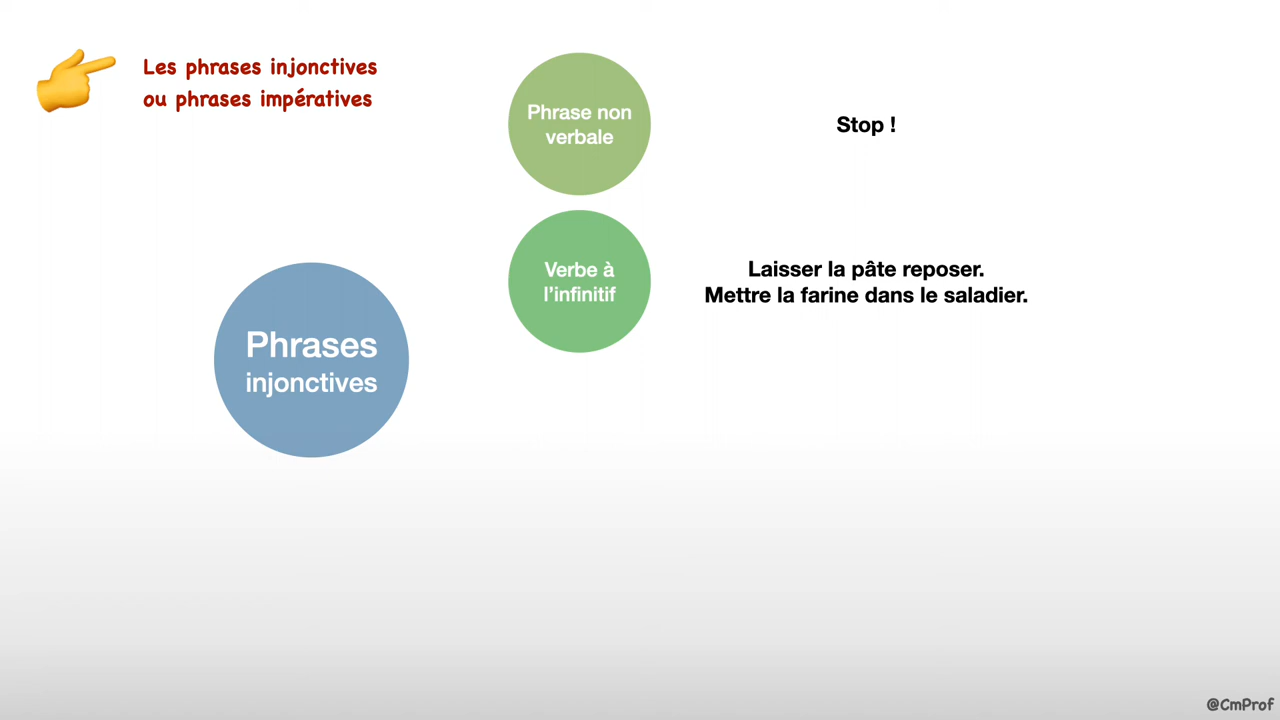 Les phrases injonctives
ou phrases impératives
Phrase non
verbale
Stop !
Verbe à
l’infinitif
Laisser la pâte reposer.
Mettre la farine dans le saladier.
Phrases
injonctives
@CmProf